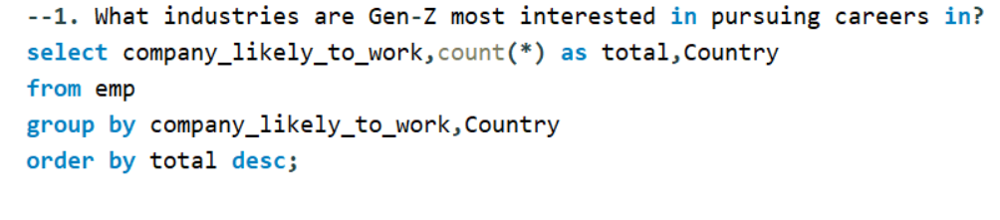 --1. What industries are Gen-Z most interested in pursuing careers in?
select company_likely_to_work,count(*) as total,Country
from emp
group by company_likely_to_work,Country
order by total desc;